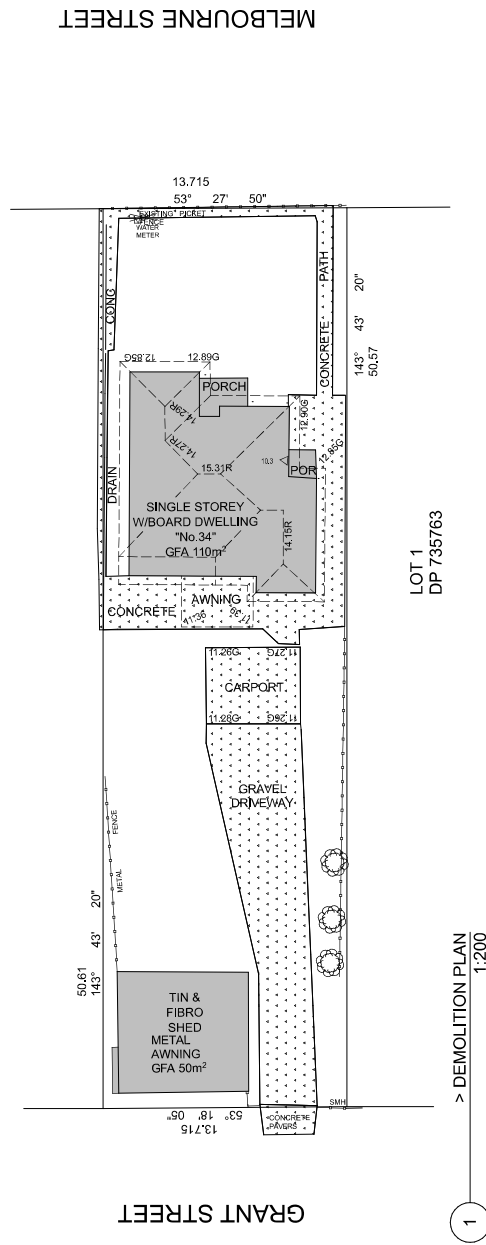 MELBOURNE STREET
13.715
53° 27' 50"
EXISTING PICKET
FENCE
WATER
METER
CONC
CONCRETE PATH
143° 43' 20"
50.57
12.85G
12.89G
PORCH
14.29R
12.90G
14.27R
12.85G
15.31R
10.3
POR
DRAIN
SINGLE STOREY
W/BOARD DWELLING
"No.34"
GFA 110m²
14.15R
LOT 1
DP 735763
AWNING
CONCRETE
11.36
11.36
11.26G
11.27G
CARPORT
11.28G
11.26G
GRAVEL
DRIVEWAY
METAL FENCE
50.61
143° 43' 20"
TIN &
FIBRO
SHED
METAL
AWNING
GFA 50m²
SMH
53° 18' 05"
13.715
CONCRETE
PAVERS
GRANT STREET
1
> DEMOLITION PLAN
1:200